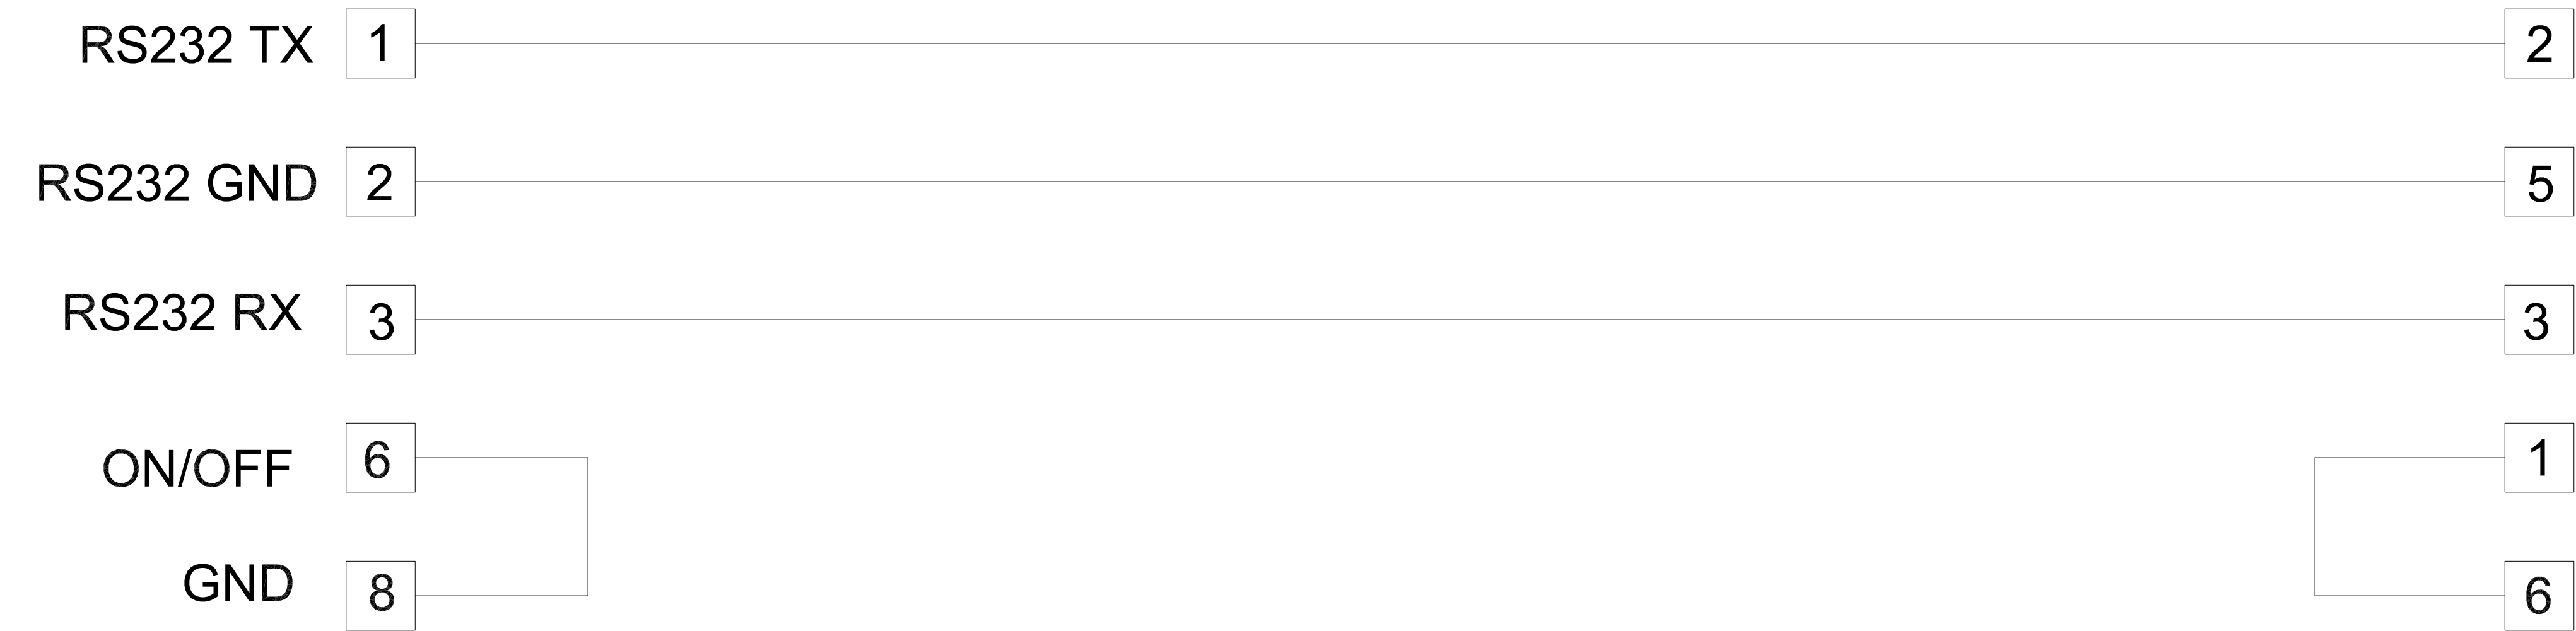 RS232 TX 1 2
RS232 GND 2 5
RS232 RX 3 3
ON/OFF 6 1
GND 8 6